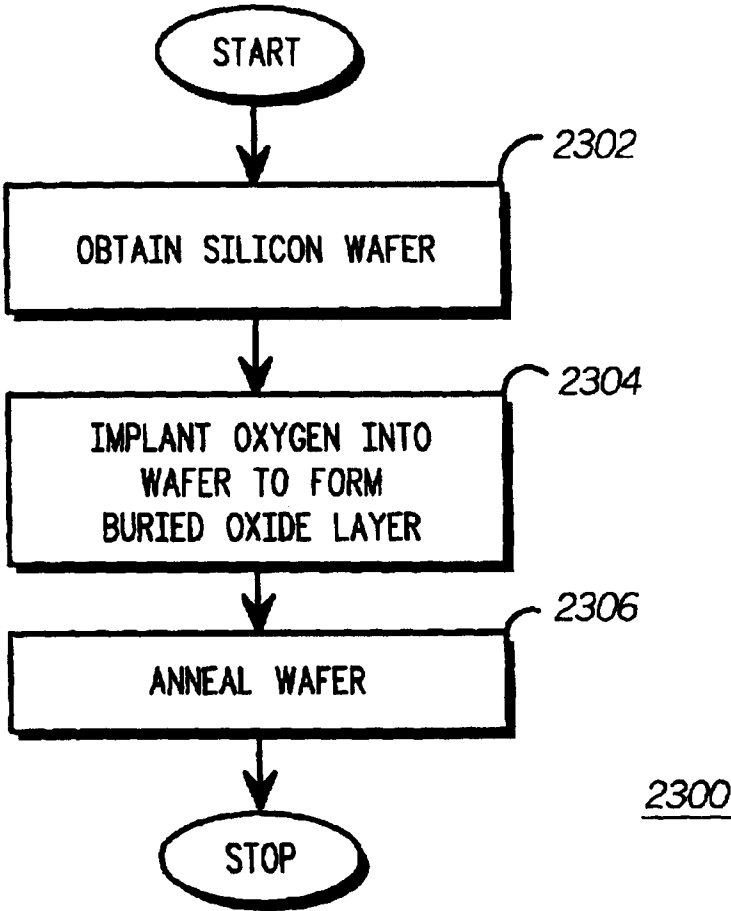 START
2302
OBTAIN SILICON WAFER
2304
IMPLANT OXYGEN INTO
WAFER TO FORM
BURIED OXIDE LAYER
2306
ANNEAL WAFER
2300
STOP